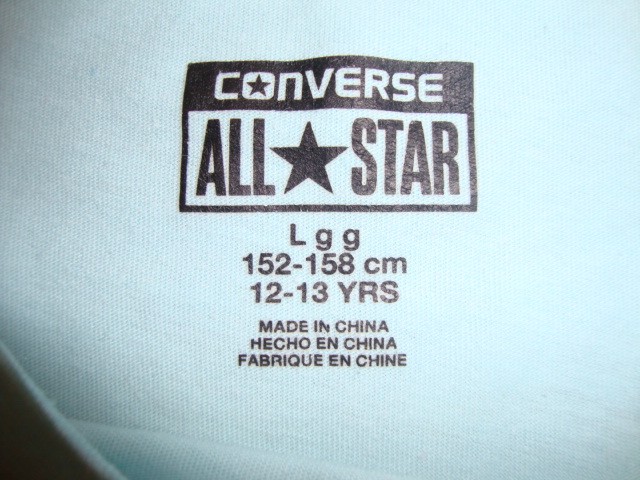 CONVERSE
ALL★STAR
L g g
152-158 cm
12-13 YRS
MADE IN CHINA
HECHO EN CHINA
FABRIQUE EN CHINE